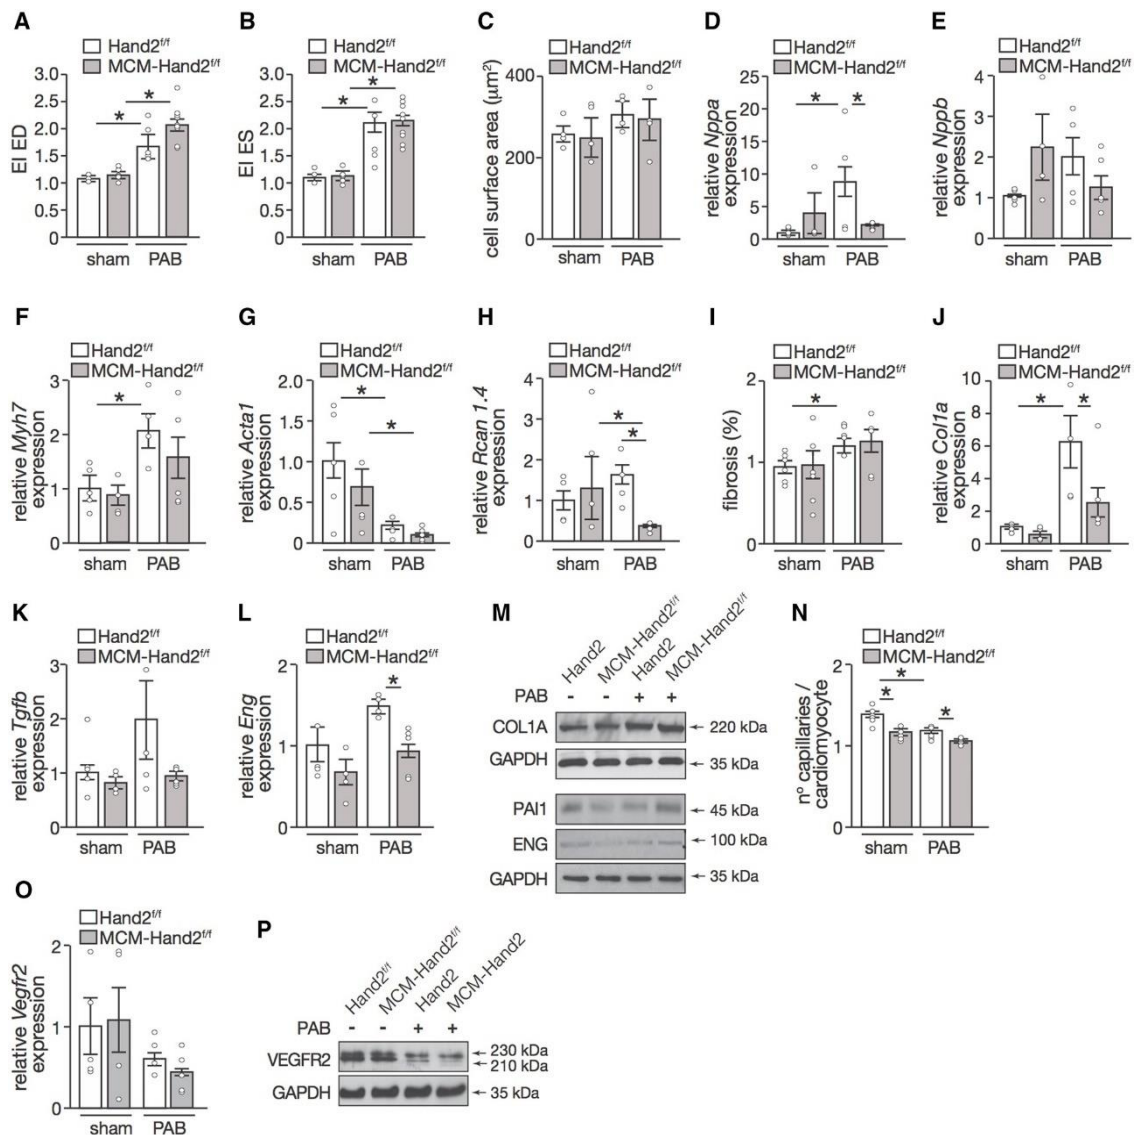 A
Hand2f/f
MCM-Hand2f/f
EI ED
3.0
2.5
2.0
1.5
1.0
0.5
0
*
*
sham PAB
B
Hand2f/f
MCM-Hand2f/f
EI ES
3.0
2.5
2.0
1.5
1.0
0.5
0
*
*
sham PAB
C
Hand2f/f
MCM-Hand2f/f
cell surface area (μm²)
400
200
0
sham PAB
D
Hand2f/f
MCM-Hand2f/f
relative Nppa
expression
25
20
15
10
5
0
* *
sham PAB
E
Hand2f/f
MCM-Hand2f/f
relative Nppb
expression
4
3
2
1
0
sham PAB
F
Hand2f/f
MCM-Hand2f/f
relative Myh7
expression
3
2
1
0
*
sham PAB
G
Hand2f/f
MCM-Hand2f/f
relative Acta1
expression
2.0
1.5
1.0
0.5
0
*
*
sham PAB
H
Hand2f/f
MCM-Hand2f/f
relative Rcan 1.4
expression
4
3
2
1
0
*
*
sham PAB
I
Hand2f/f
MCM-Hand2f/f
fibrosis (%)
2
1
0
*
sham PAB
J
Hand2f/f
MCM-Hand2f/f
relative Col1a
expression
10
8
6
4
2
0
* *
sham PAB
K
Hand2f/f
MCM-Hand2f/f
relative Tgfb
expression
3
2
1
0
sham PAB
L
Hand2f/f
MCM-Hand2f/f
relative Eng
expression
2
1
0
*
sham PAB
M
Hand2
MCM-Hand2f/f
Hand2
MCM-Hand2f/f
PAB - - + +
COL1A ← 220 kDa
GAPDH ← 35 kDa
PAI1 ← 45 kDa
ENG ← 100 kDa
GAPDH ← 35 kDa
N
Hand2f/f
MCM-Hand2f/f
nº capillaries /
cardiomyocyte
2
1
0
*
* *
sham PAB
O
Hand2f/f
MCM-Hand2f/f
relative Vegfr2
expression
2
1
0
sham PAB
P
Hand2f/f
MCM-Hand2f/f
Hand2
MCM-Hand2
PAB - - + +
VEGFR2 ← 230 kDa
← 210 kDa
GAPDH ← 35 kDa